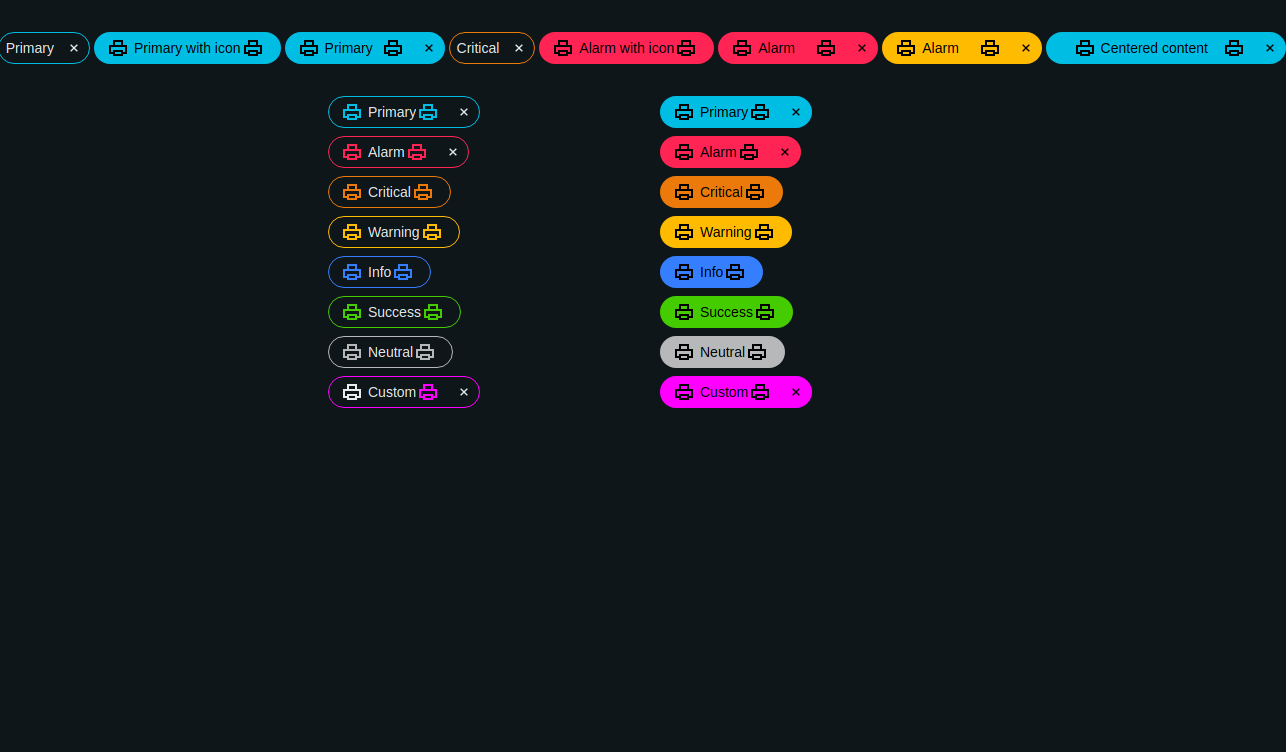 Primary Primary with icon Primary Critical Alarm with icon Alarm Alarm Centered content
Primary Primary
Alarm Alarm
Critical Critical
Warning Warning
Info Info
Success Success
Neutral Neutral
Custom Custom